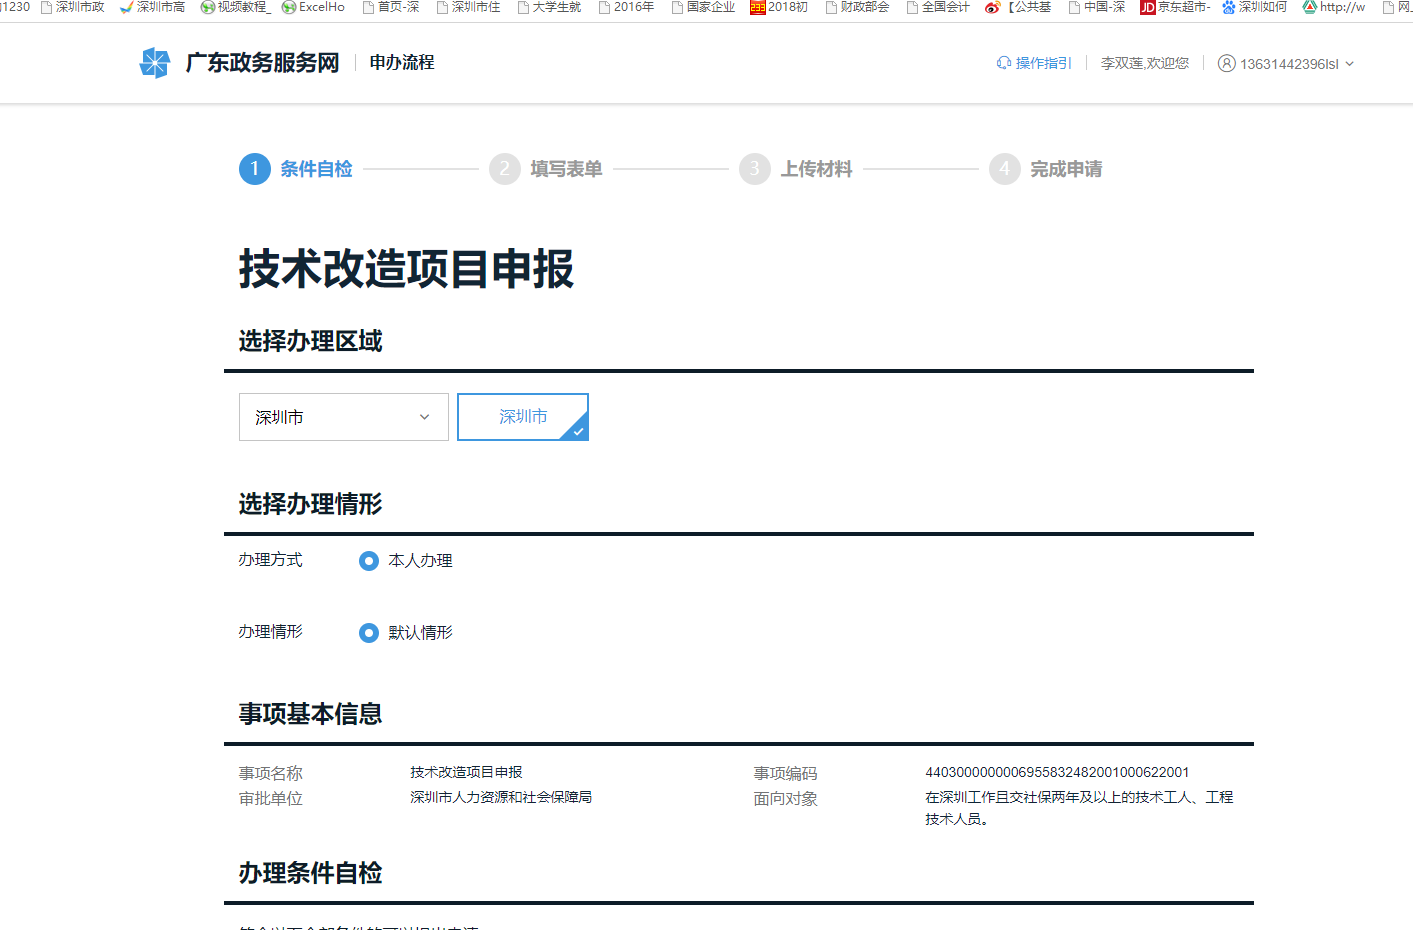 1230 深圳市政 深圳市高 视频教程_ ExcelHo 首页-深 深圳市住 大学生就 2016年 国家企业 2018初 财政部会 全国会计 【公共基 中国-深 JD 京东超市- 深圳如何 http://w 网_
广东政务服务网 申办流程 操作指引 李双莲,欢迎您 13631442396lsl
1 条件自检 2 填写表单 3 上传材料 4 完成申请
技术改造项目申报
选择办理区域
深圳市 深圳市
选择办理情形
办理方式 本人办理
办理情形 默认情形
事项基本信息
事项名称 技术改造项目申报 事项编码 4403000000006955832482001000622001
审批单位 深圳市人力资源和社会保障局 面向对象 在深圳工作且交社保两年及以上的技术工人、工程
技术人员。
办理条件自检